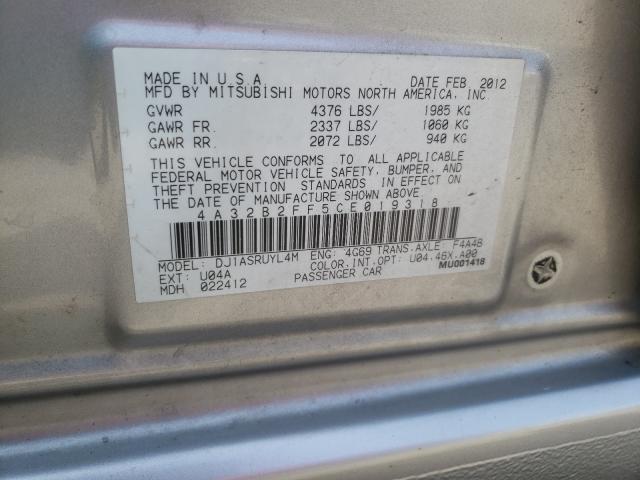 MADE IN U.S.A. DATE FEB 2012
MFD BY MITSUBISHI MOTORS NORTH AMERICA, INC
GVWR 4376 LBS/ 1985 KG
GAWR FR. 2337 LBS/ 1060 KG
GAWR RR. 2072 LBS/ 940 KG
THIS VEHICLE CONFORMS TO ALL APPLICABLE
FEDERAL MOTOR VEHICLE SAFETY, BUMPER, AND
THEFT PREVENTION STANDARDS IN EFFECT ON
THE DATE OF MANUFACTURE SHOWN ABOVE.
4A32B2FF5CE019318
MODEL: DJ1ASRUYL4M ENG: 4G69 TRANS.AXLE F4A4B
EXT: U04A COLOR.INT.OPT: U04.46X.A00
MDH 022412 PASSENGER CAR MU001418